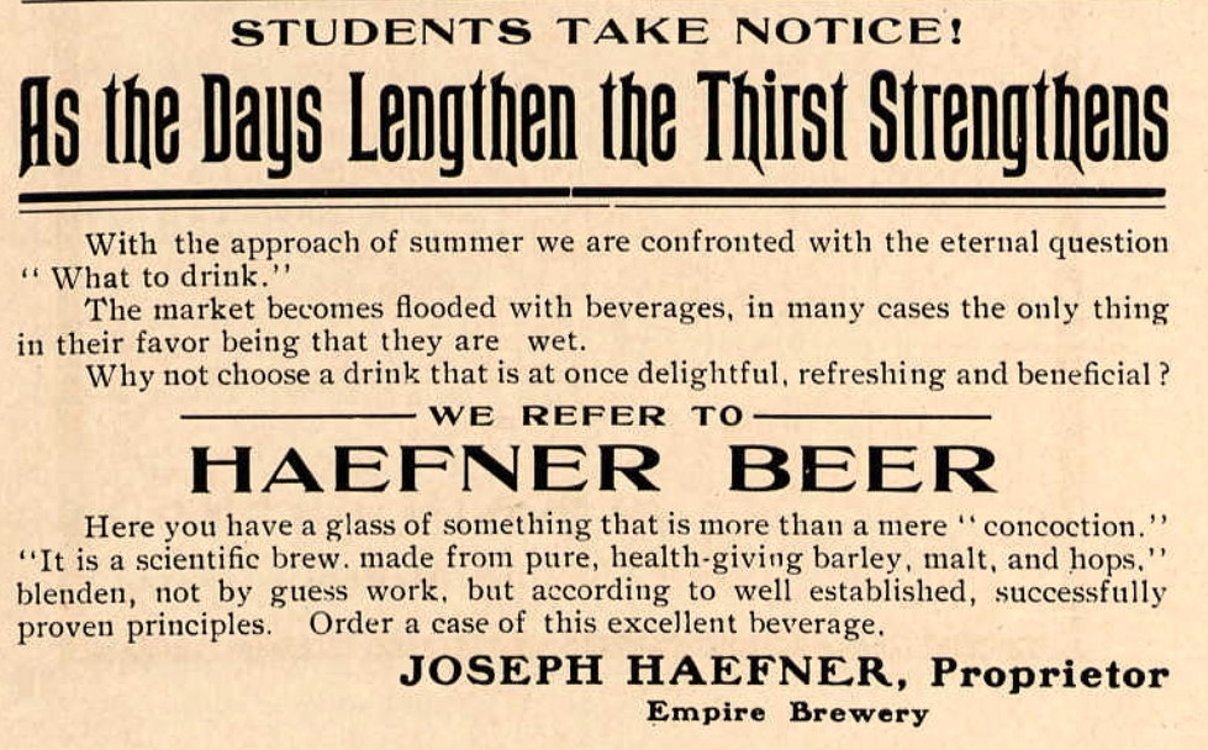 STUDENTS TAKE NOTICE!
As the Days Lengthen the Thirst Strengthens
With the approach of summer we are confronted with the eternal question
“ What to drink.”
The market becomes flooded with beverages, in many cases the only thing
in their favor being that they are wet.
Why not choose a drink that is at once delightful, refreshing and beneficial ?
WE REFER TO
HAEFNER BEER
Here you have a glass of something that is more than a mere “ concoction.”
“It is a scientific brew. made from pure, health-giving barley, malt, and hops.”
blenden, not by guess work, but according to well established, successfully
proven principles. Order a case of this excellent beverage.
JOSEPH HAEFNER, Proprietor
Empire Brewery